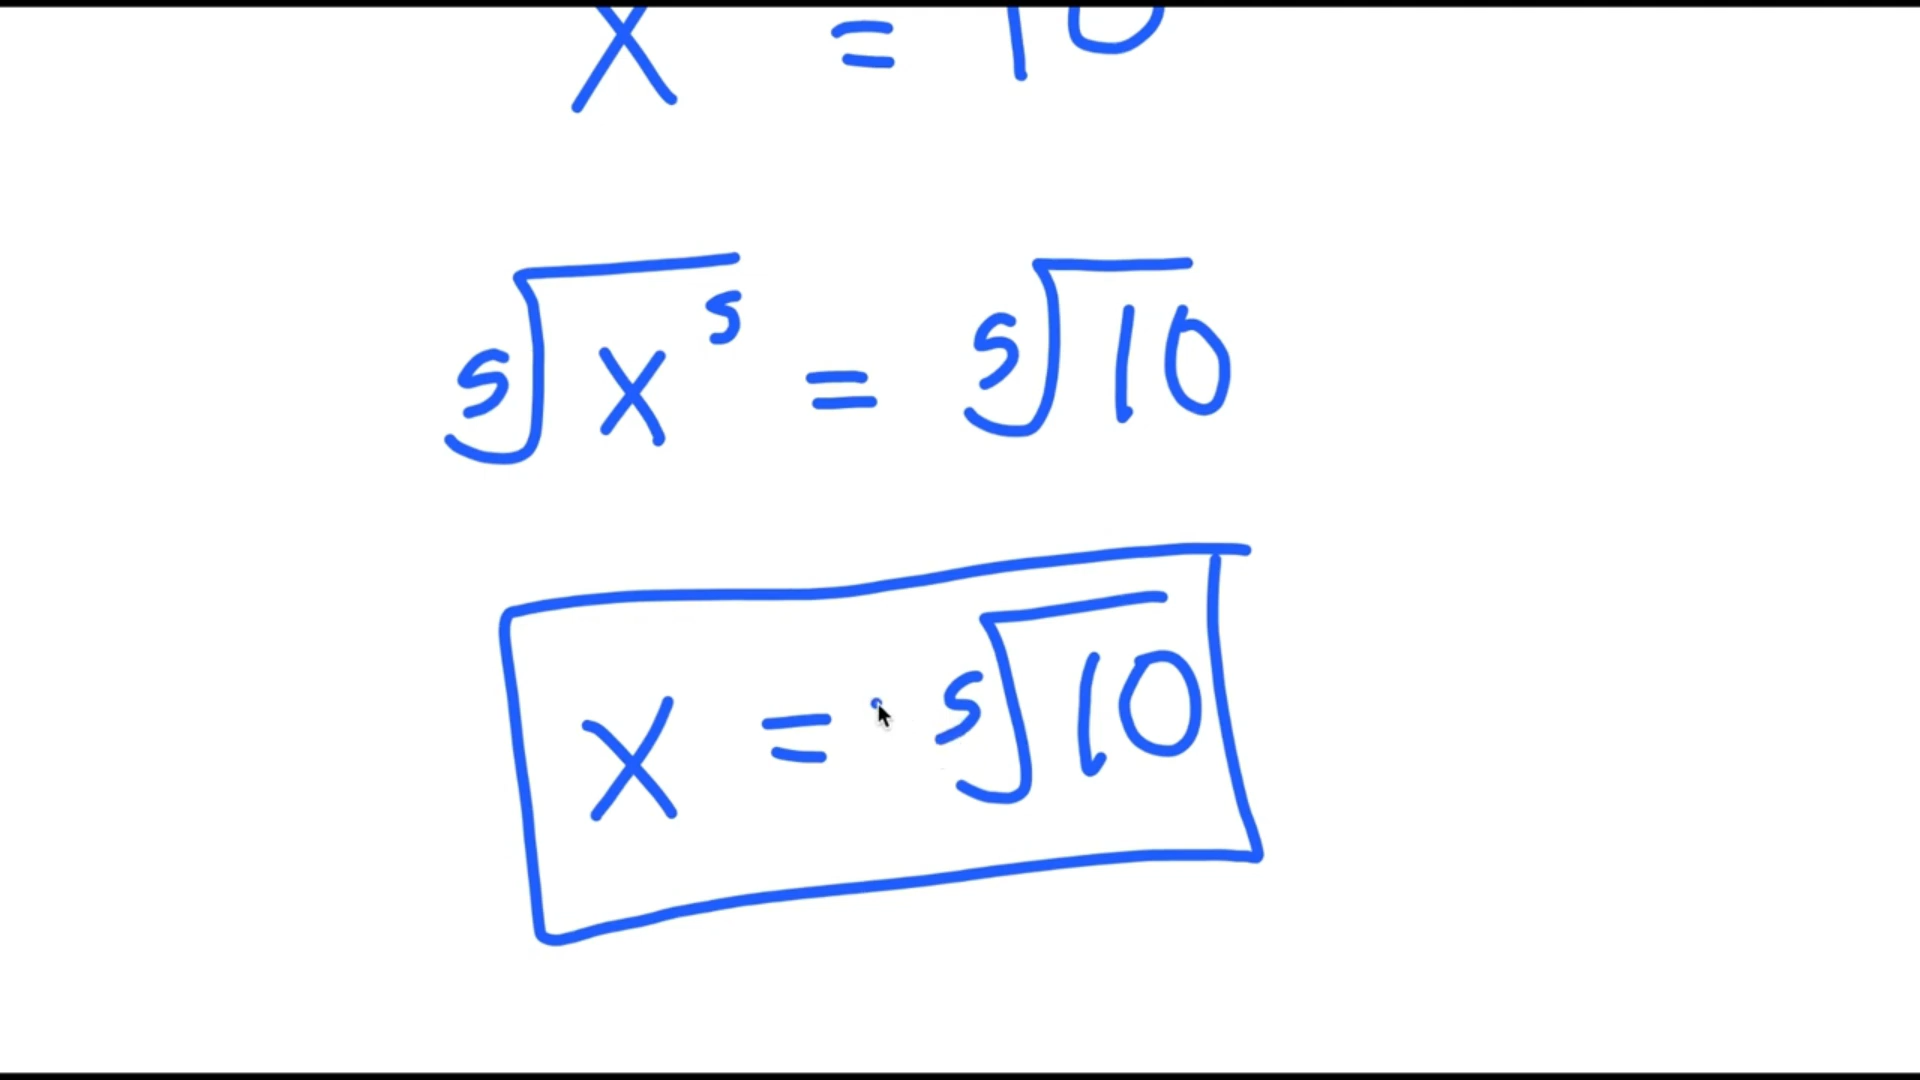 x = 10
⁵√x⁵ = ⁵√10
x = ⁵√10